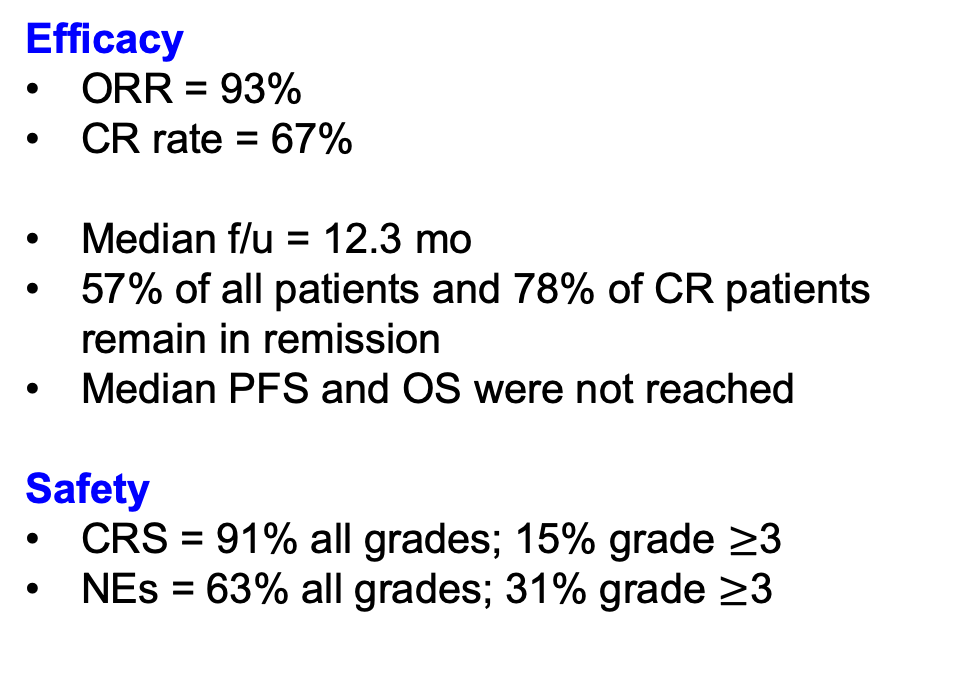 Efficacy
• ORR = 93%
• CR rate = 67%
• Median f/u = 12.3 mo
• 57% of all patients and 78% of CR patients
remain in remission
• Median PFS and OS were not reached
Safety
• CRS = 91% all grades; 15% grade ≥3
• NEs = 63% all grades; 31% grade ≥3